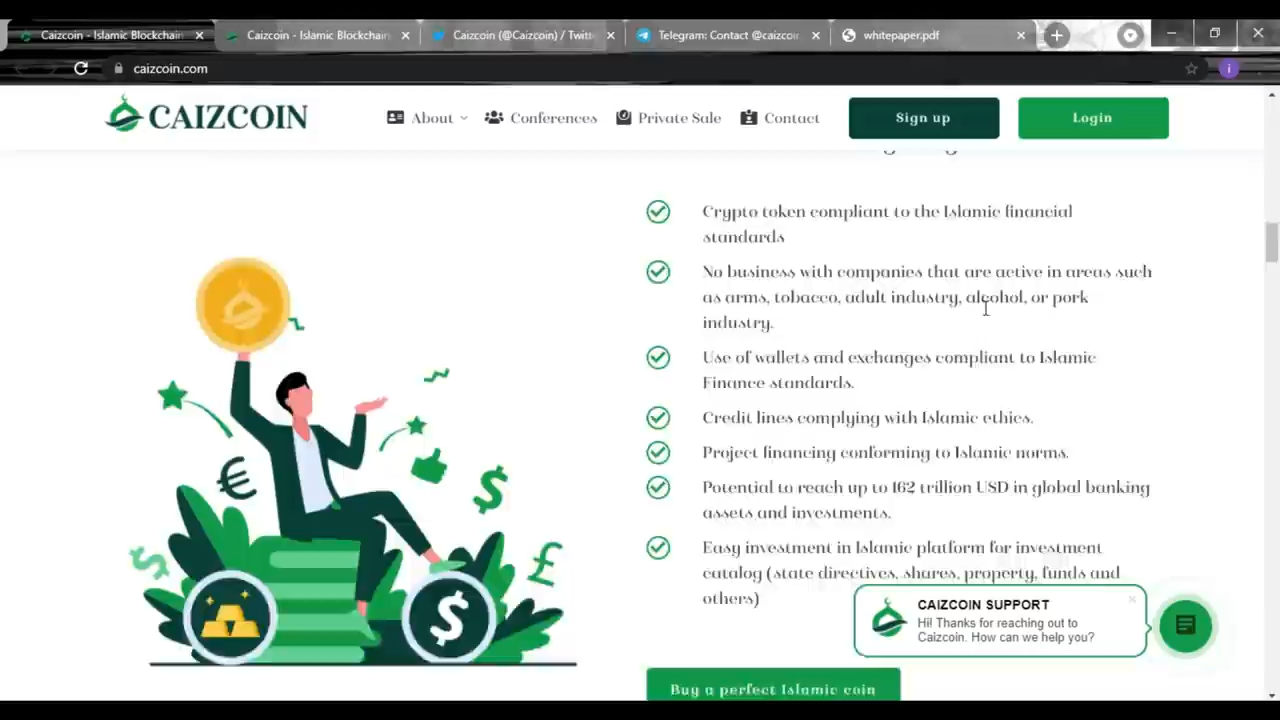 Caizcoin - Islamic Blockchain
Caizcoin - Islamic Blockchain
Caizcoin (@Caizcoin) / Twitt
Telegram: Contact @caizcoin
whitepaper.pdf
caizcoin.com
i
CAIZCOIN
About
Conferences
Private Sale
Contact
Sign up
Login
Crypto token compliant to the Islamic financial
standards
No business with companies that are active in areas such
as arms, tobacco, adult industry, alcohol, or pork
industry.
Use of wallets and exchanges compliant to Islamic
Finance standards.
Credit lines complying with Islamic ethics.
Project financing conforming to Islamic norms.
Potential to reach up to 162 trillion USD in global banking
assets and investments.
Easy investment in Islamic platform for investment
catalog (state directives, shares, property, funds and
others)
CAIZCOIN SUPPORT
Hi! Thanks for reaching out to
Caizcoin. How can we help you?
Buy a perfect Islamic coin